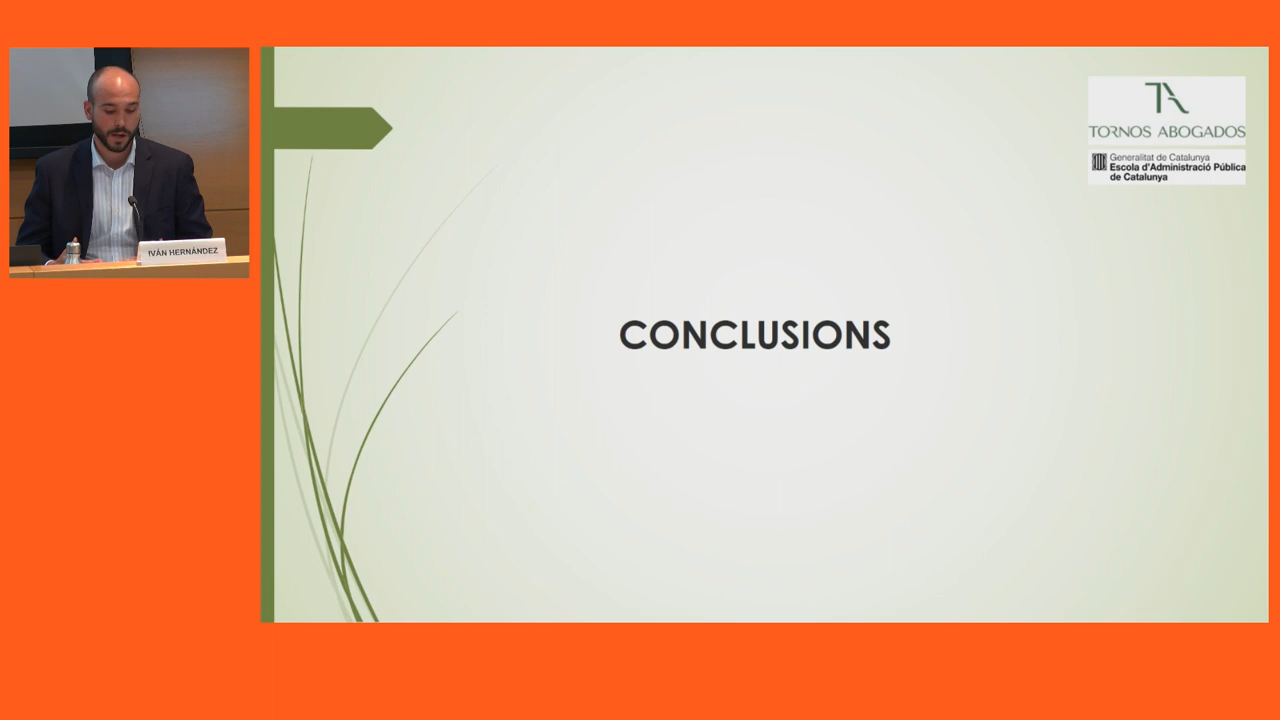 IVÁN HERNÁNDEZ
TORNOS ABOGADOS
Generalitat de Catalunya
Escola d'Administració Pública
de Catalunya
CONCLUSIONS